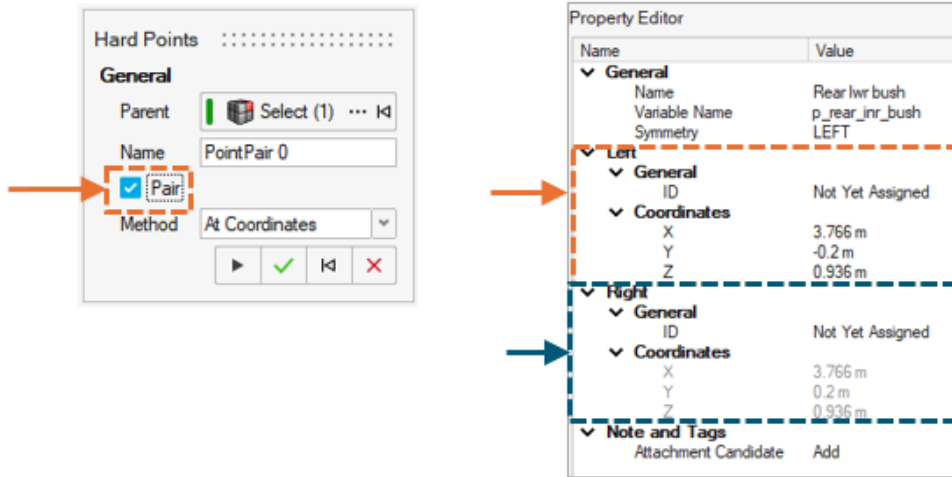 Hard Points
General
Parent Select (1) ...
Name PointPair 0
Pair
Method At Coordinates
Property Editor
Name Value
General
Name Rear lwr bush
Variable Name p_rear_inr_bush
Symmetry LEFT
Left
General
ID Not Yet Assigned
Coordinates
X 3.766 m
Y -0.2 m
Z 0.936 m
Right
General
ID Not Yet Assigned
Coordinates
X 3.766 m
Y 0.2 m
Z 0.936 m
Note and Tags
Attachment Candidate Add